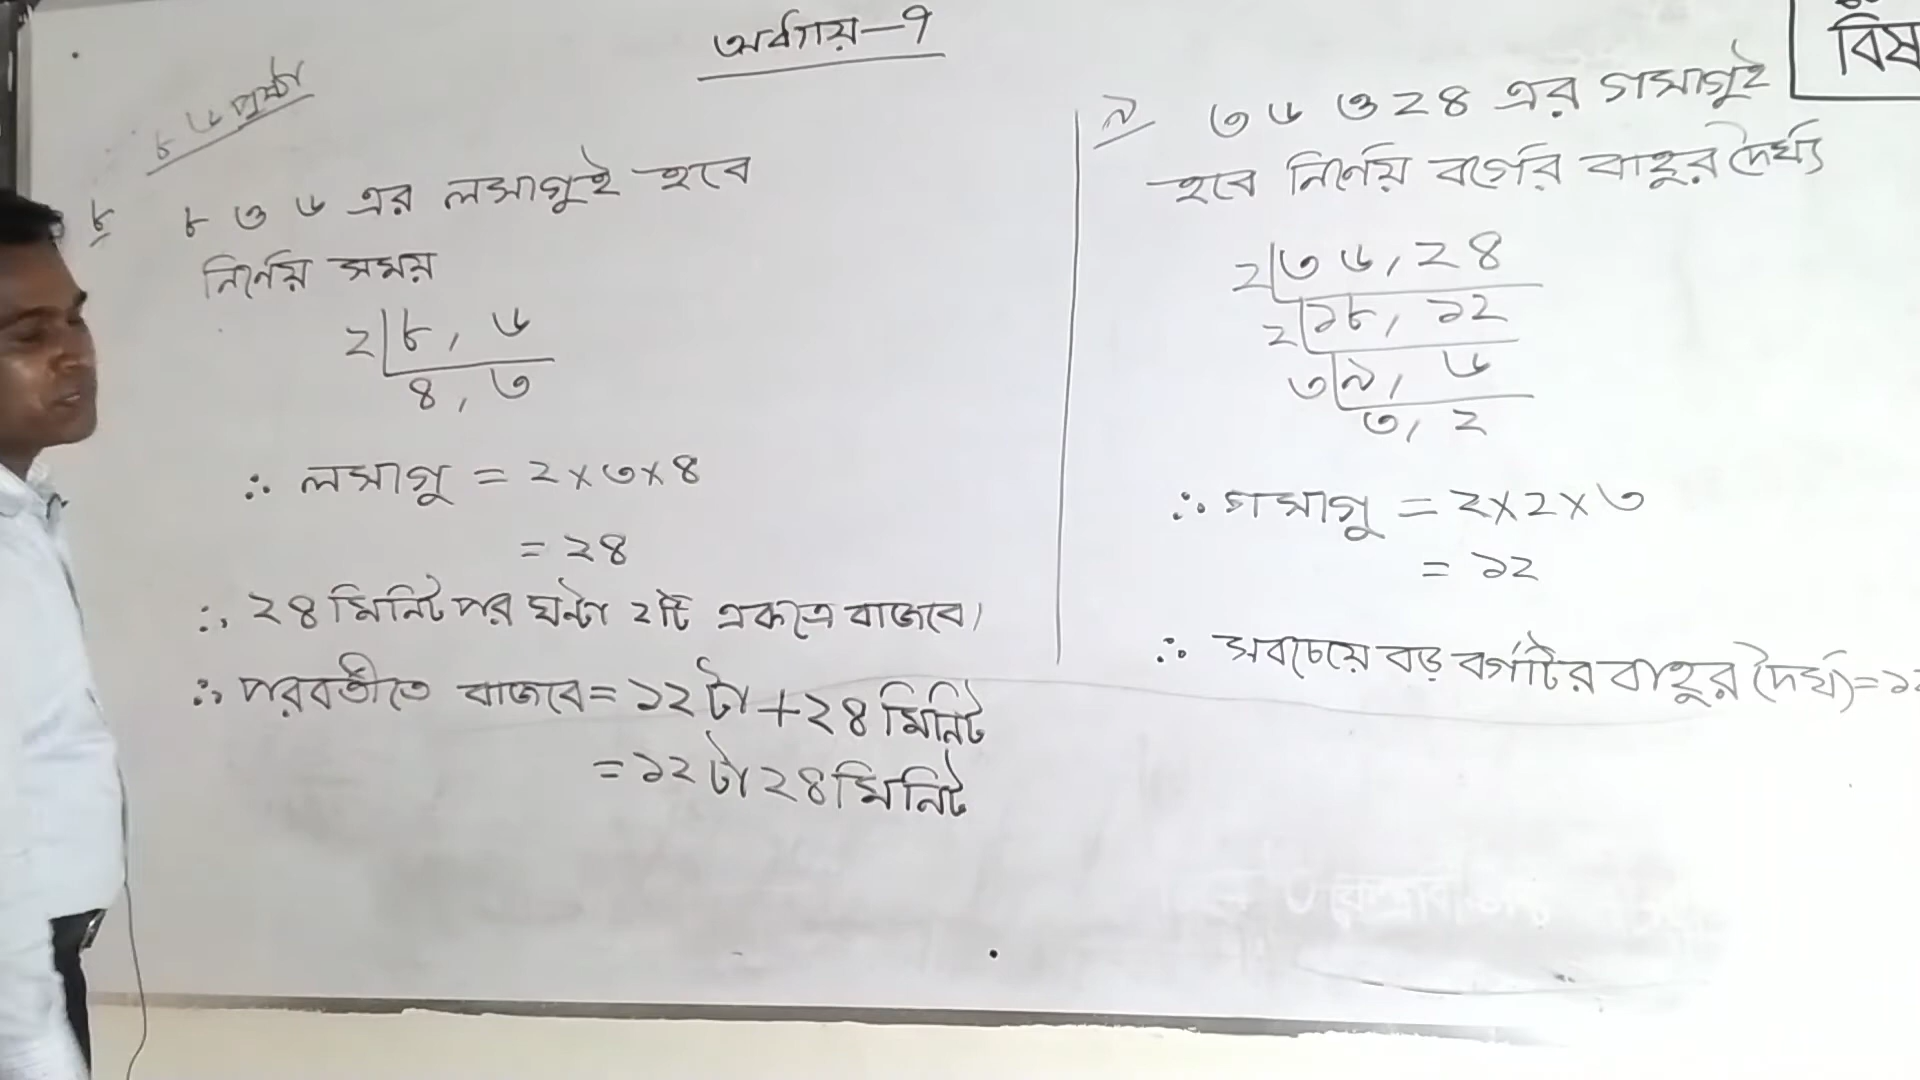 অধ্যায়-৭
৮৬ পৃষ্ঠা
৮ ৮ ও ৬ এর লসাগুই হবে
নির্ণেয় সময়
২ ৮, ৬
৪, ৩
∴ লসাগু = ২×৩×৪
= ২৪
∴ ২৪ মিনিট পর ঘন্টা ২টি একত্রে বাজবে।
∴ পরবর্তীতে বাজবে = ১২টা + ২৪ মিনিট
= ১২টা ২৪ মিনিট
৯ ৩৬ ও ২৪ এর গসাগুই
হবে নির্ণেয় বর্গের বাহুর দৈর্ঘ্য
২ ৩৬, ২৪
২ ১৮, ১২
৩ ৯, ৬
৩, ২
∴ গসাগু = ২×২×৩
= ১২
∴ সবচেয়ে বড় বর্গটির বাহুর দৈর্ঘ্য = ১২